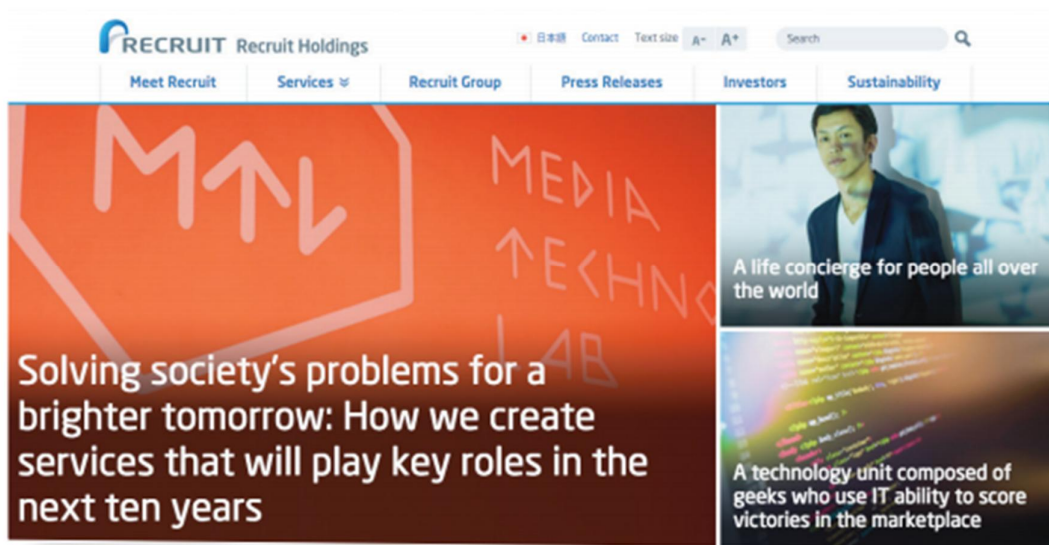 RECRUIT Recruit Holdings
日本語 Contact Text size A- A+ Search
Meet Recruit Services Recruit Group Press Releases Investors Sustainability
MEDIA
TECHNO
LAB
Solving society's problems for a
brighter tomorrow: How we create
services that will play key roles in the
next ten years
A life concierge for people all over
the world
A technology unit composed of
geeks who use IT ability to score
victories in the marketplace